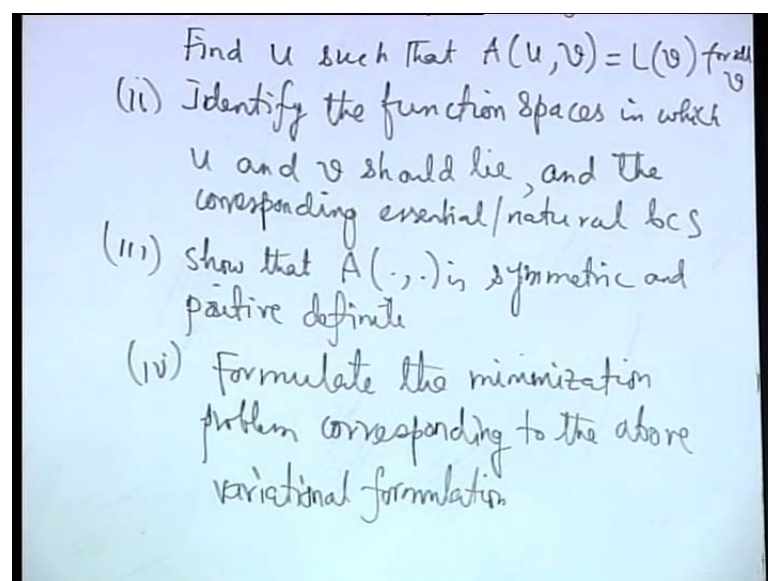 Find u such that A(u,v) = L(v) for all v
(ii) Identify the function spaces in which
u and v should lie, and the
corresponding essential/natural bcs
(iii) show that A(.,.) is symmetric and
positive definite
(iv) Formulate the minimization
problem corresponding to the above
variational formulation